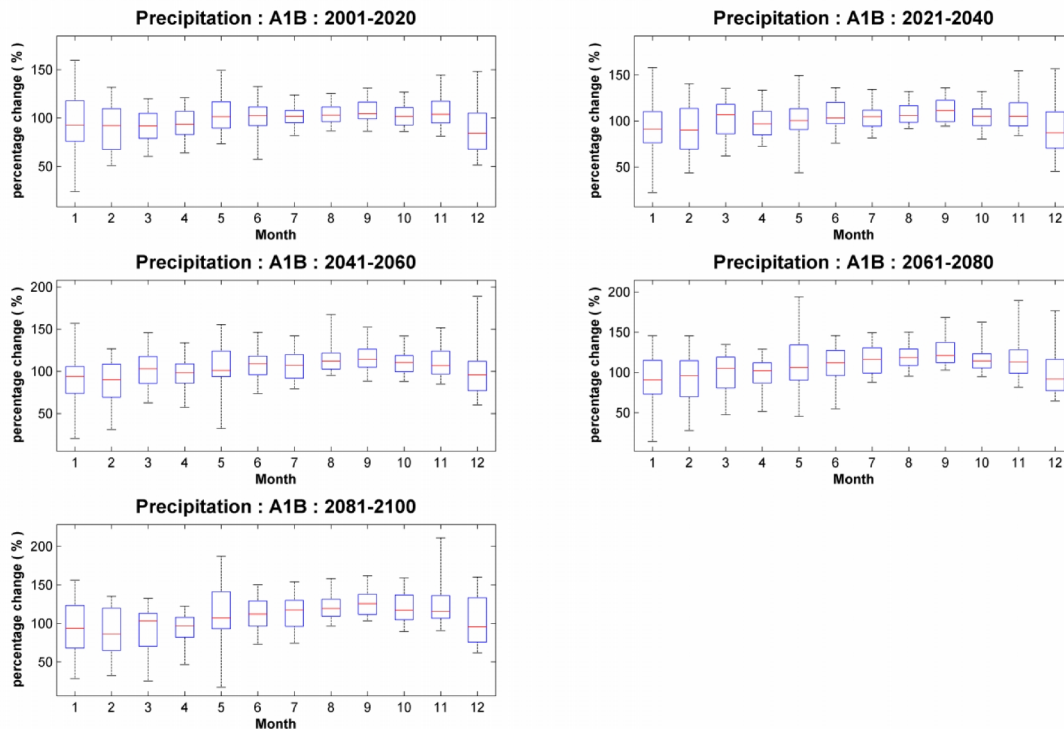 Precipitation : A1B : 2001-2020
percentage change ( % )
150
100
50
1 2 3 4 5 6 7 8 9 10 11 12
Month
Precipitation : A1B : 2021-2040
percentage change ( % )
150
100
50
1 2 3 4 5 6 7 8 9 10 11 12
Month
Precipitation : A1B : 2041-2060
percentage change ( % )
200
150
100
50
1 2 3 4 5 6 7 8 9 10 11 12
Month
Precipitation : A1B : 2061-2080
percentage change ( % )
200
150
100
50
1 2 3 4 5 6 7 8 9 10 11 12
Month
Precipitation : A1B : 2081-2100
percentage change ( % )
200
150
100
50
1 2 3 4 5 6 7 8 9 10 11 12
Month